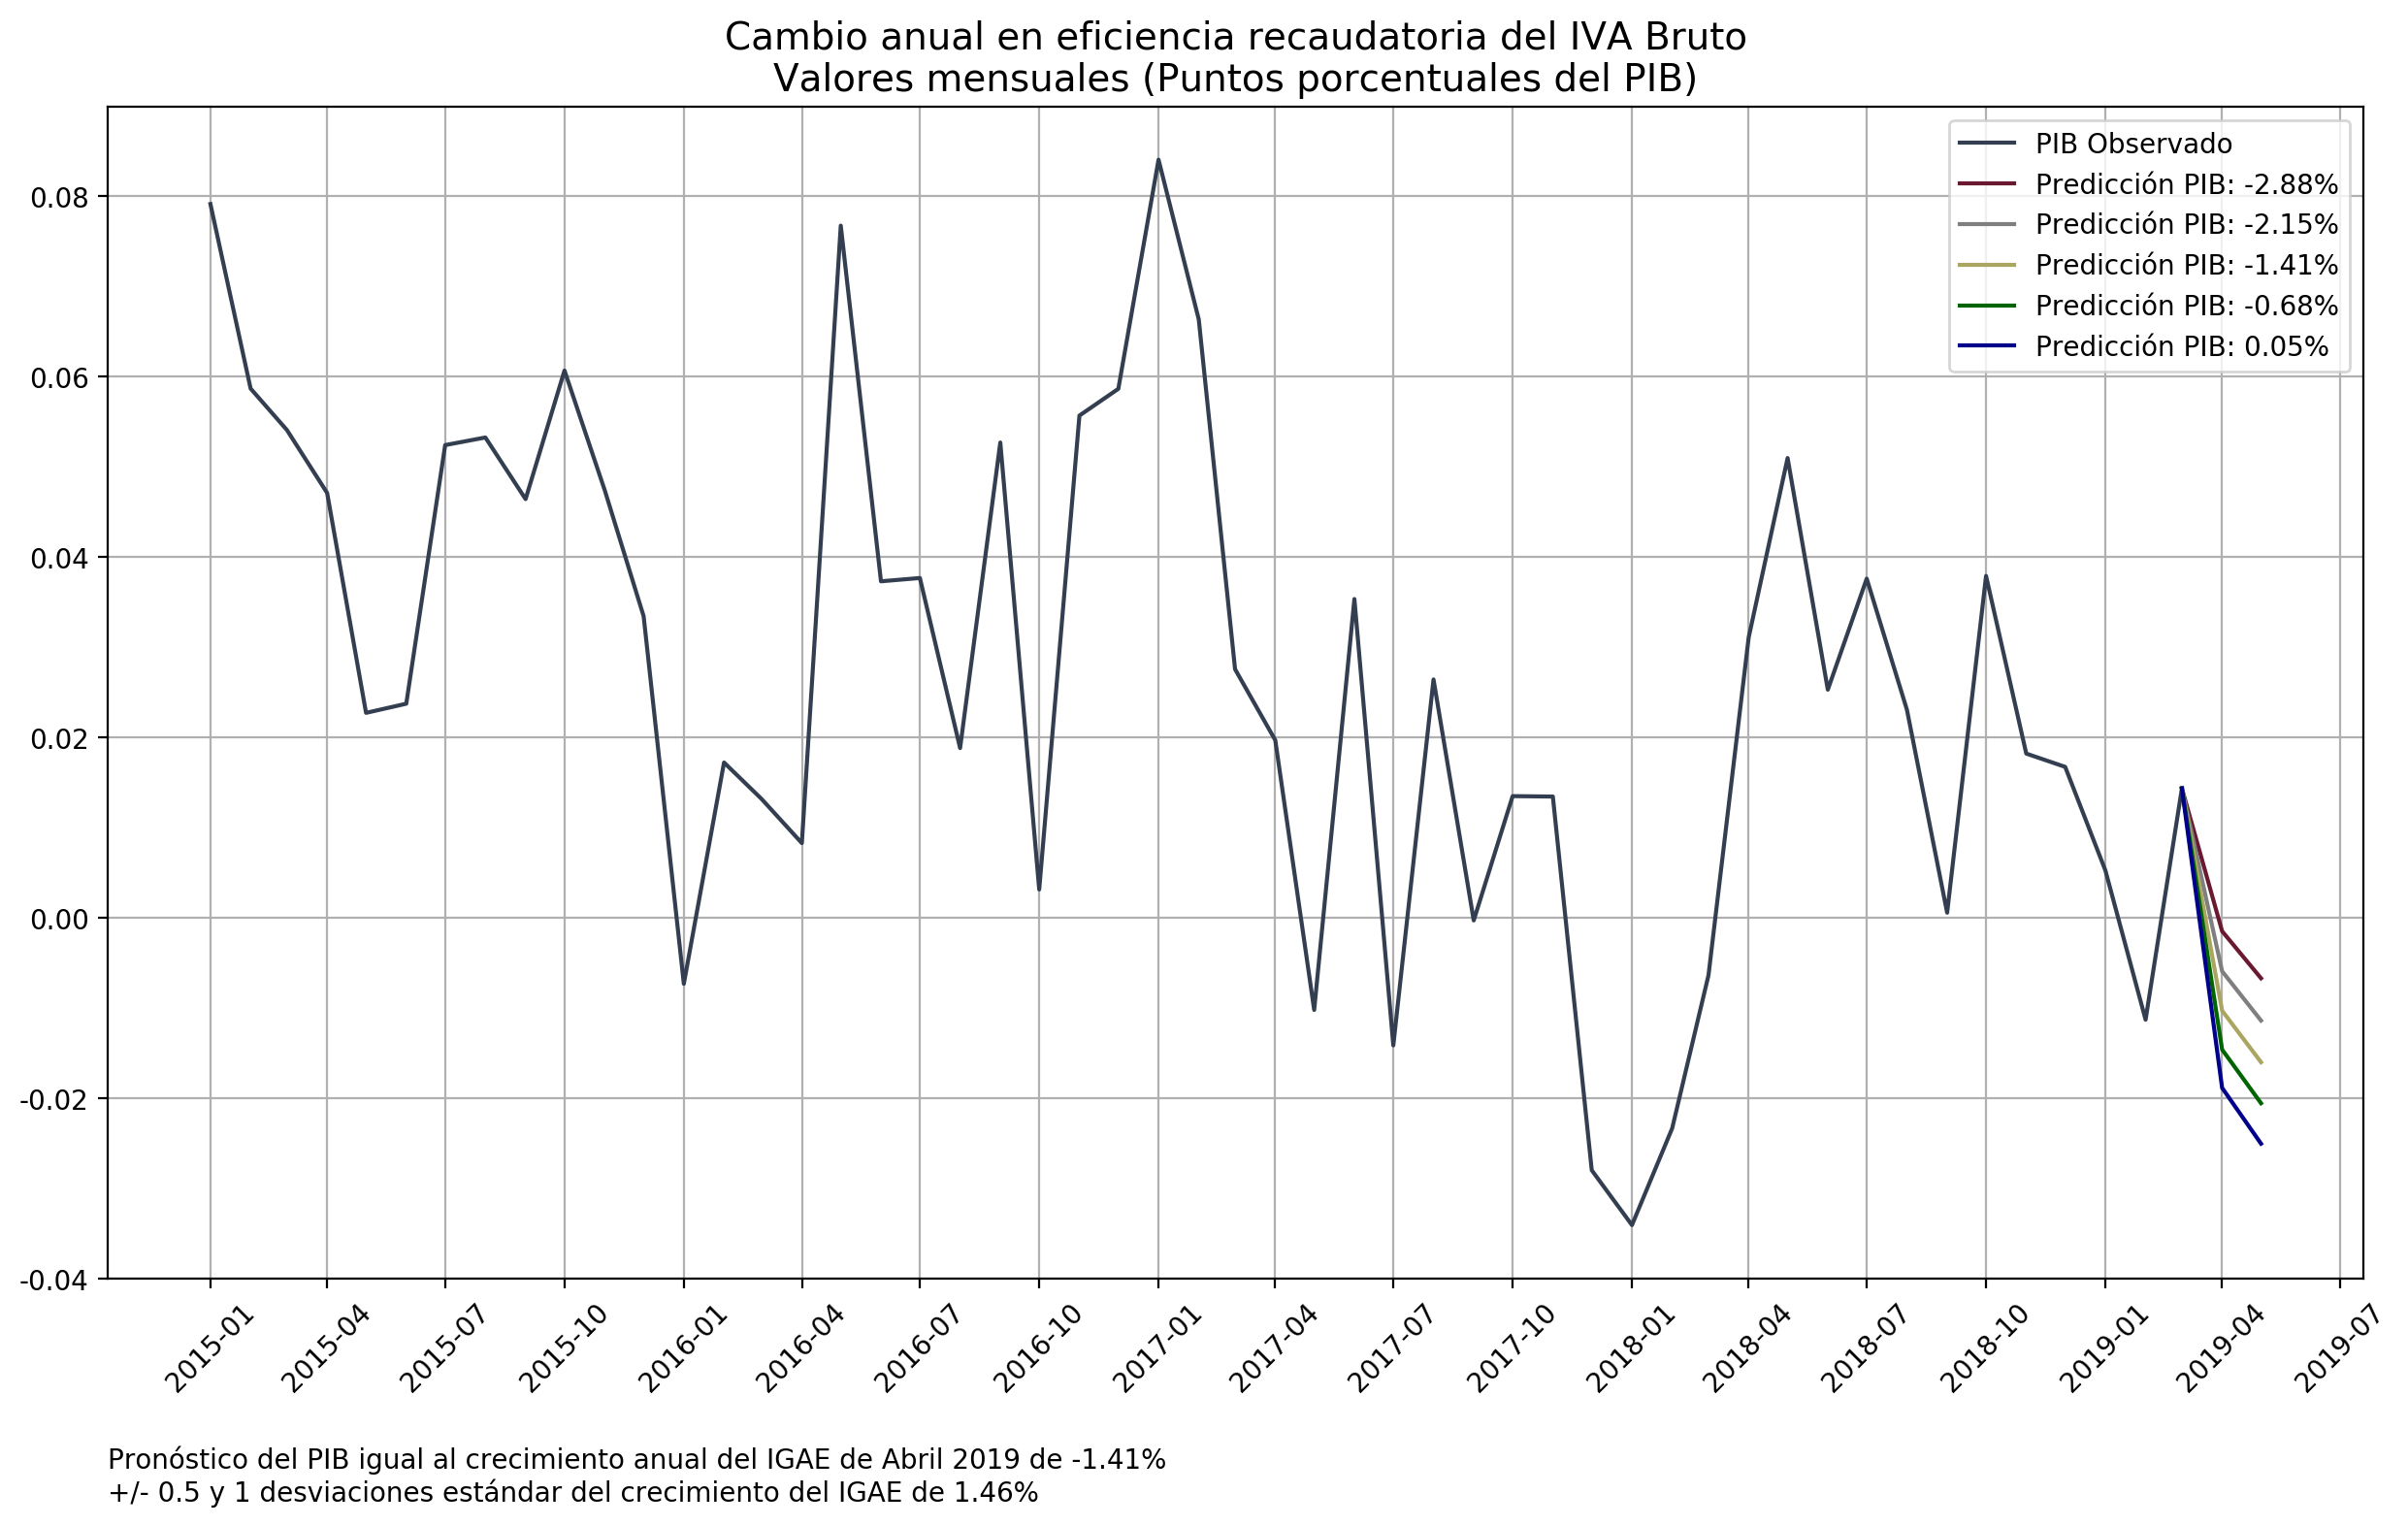 Cambio anual en eficiencia recaudatoria del IVA Bruto
Valores mensuales (Puntos porcentuales del PIB)
PIB Observado
Predicción PIB: -2.88%
Predicción PIB: -2.15%
Predicción PIB: -1.41%
Predicción PIB: -0.68%
Predicción PIB: 0.05%
0.08
0.06
0.04
0.02
0.00
-0.02
-0.04
2015-01
2015-04
2015-07
2015-10
2016-01
2016-04
2016-07
2016-10
2017-01
2017-04
2017-07
2017-10
2018-01
2018-04
2018-07
2018-10
2019-01
2019-04
2019-07
Pronóstico del PIB igual al crecimiento anual del IGAE de Abril 2019 de -1.41%
+/- 0.5 y 1 desviaciones estándar del crecimiento del IGAE de 1.46%